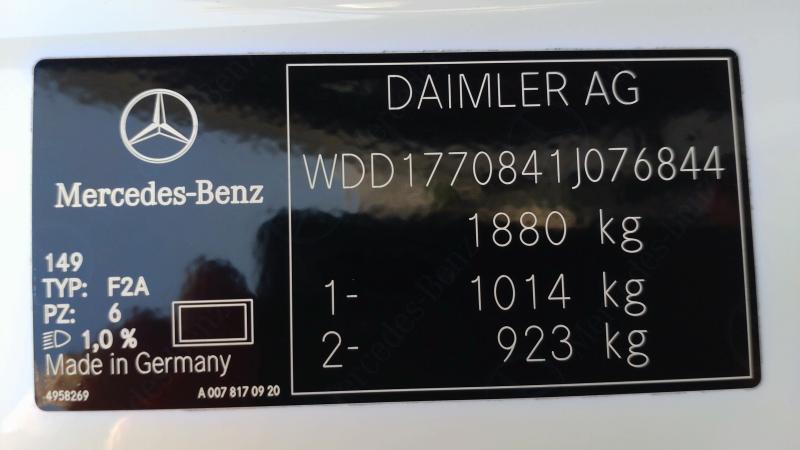 Mercedes-Benz
149
TYP: F2A
PZ: 6
1,0 %
Made in Germany
4958269
A 007 817 09 20
DAIMLER AG
WDD1770841J076844
1880 kg
1- 1014 kg
2- 923 kg